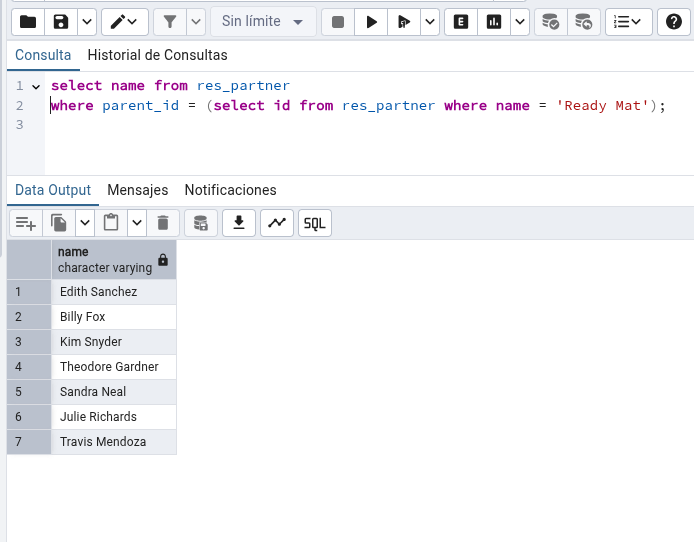 Sin límite
E
Consulta Historial de Consultas
1 select name from res_partner
2 where parent_id = (select id from res_partner where name = 'Ready Mat');
3
Data Output Mensajes Notificaciones
SQL
name
character varying
1 Edith Sanchez
2 Billy Fox
3 Kim Snyder
4 Theodore Gardner
5 Sandra Neal
6 Julie Richards
7 Travis Mendoza